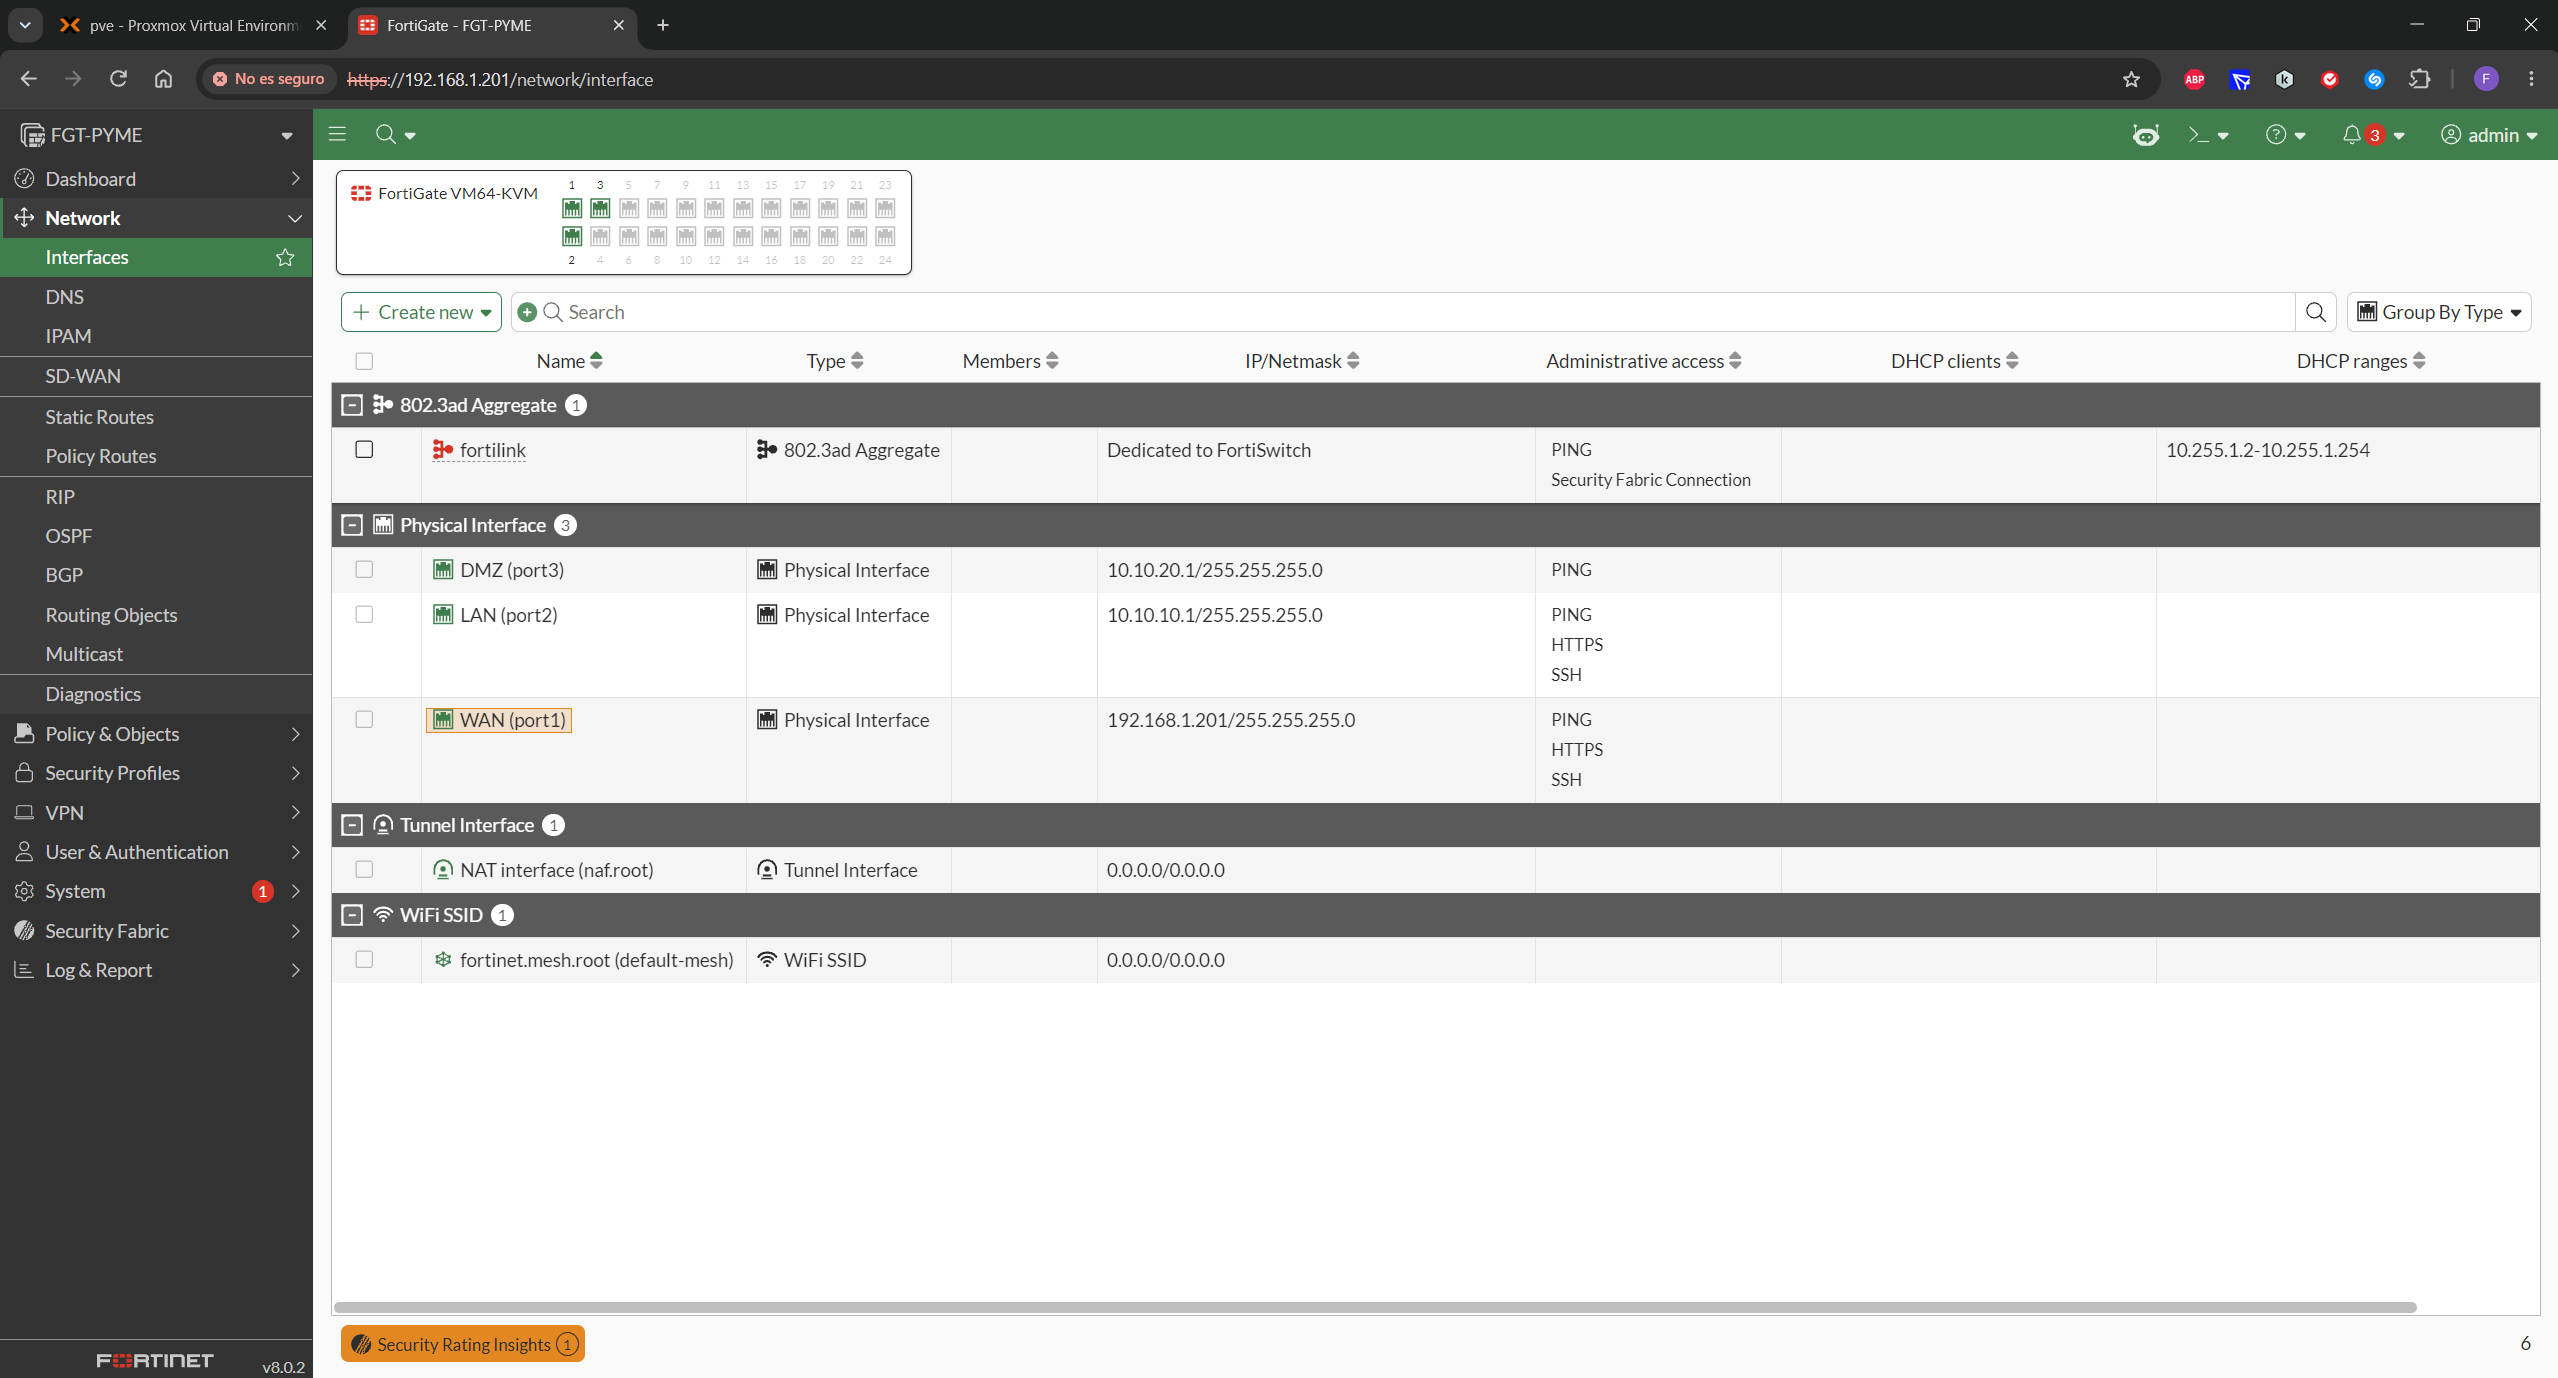 pve - Proxmox Virtual Environm
FortiGate - FGT-PYME
No es seguro
https://192.168.1.201/network/interface
ABP
k
F
FGT-PYME
3
admin
Dashboard
Network
Interfaces
DNS
IPAM
SD-WAN
Static Routes
Policy Routes
RIP
OSPF
BGP
Routing Objects
Multicast
Diagnostics
Policy & Objects
Security Profiles
VPN
User & Authentication
System 1
Security Fabric
Log & Report
FORTINET
v8.0.2
FortiGate VM64-KVM
1 3 5 7 9 11 13 15 17 19 21 23
2 4 6 8 10 12 14 16 18 20 22 24
Create new
Search
Group By Type
Name Type Members IP/Netmask Administrative access DHCP clients DHCP ranges
802.3ad Aggregate 1
fortilink 802.3ad Aggregate Dedicated to FortiSwitch PING 10.255.1.2-10.255.1.254
Security Fabric Connection
Physical Interface 3
DMZ (port3) Physical Interface 10.10.20.1/255.255.255.0 PING
LAN (port2) Physical Interface 10.10.10.1/255.255.255.0 PING
HTTPS
SSH
WAN (port1) Physical Interface 192.168.1.201/255.255.255.0 PING
HTTPS
SSH
Tunnel Interface 1
NAT interface (naf.root) Tunnel Interface 0.0.0.0/0.0.0.0
WiFi SSID 1
fortinet.mesh.root (default-mesh) WiFi SSID 0.0.0.0/0.0.0.0
Security Rating Insights 1
6